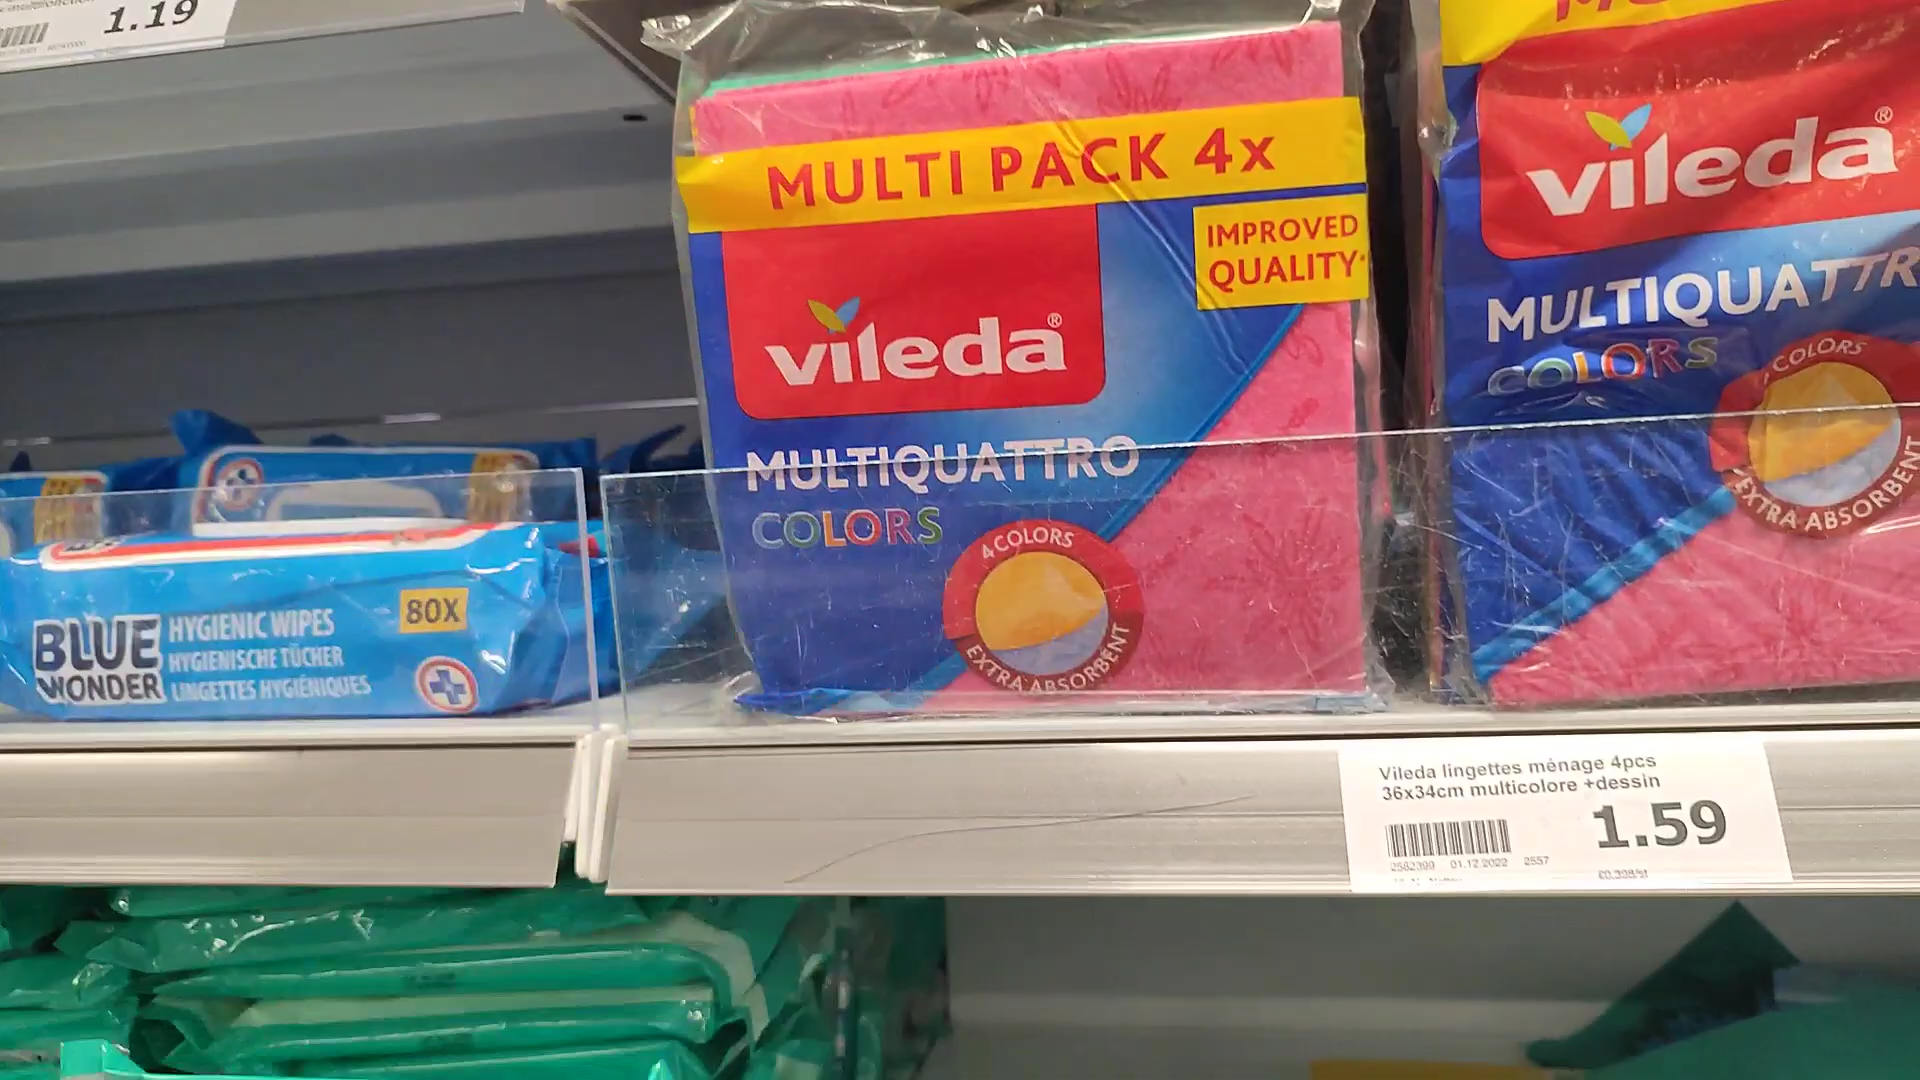 1.19
MULTI PACK 4x
IMPROVED
QUALITY
vileda®
MULTIQUATTRO
COLORS
4 COLORS
EXTRA ABSORBENT
vileda®
MULTIQUATTR
COLORS
COLORS
EXTRA ABSORBENT
80X
BLUE
WONDER
HYGIENIC WIPES
HYGIENISCHE TÜCHER
LINGETTES HYGIÉNIQUES
Vileda lingettes ménage 4pcs
36x34cm multicolore +dessin
1.59
2562399 01.12.2022 2557